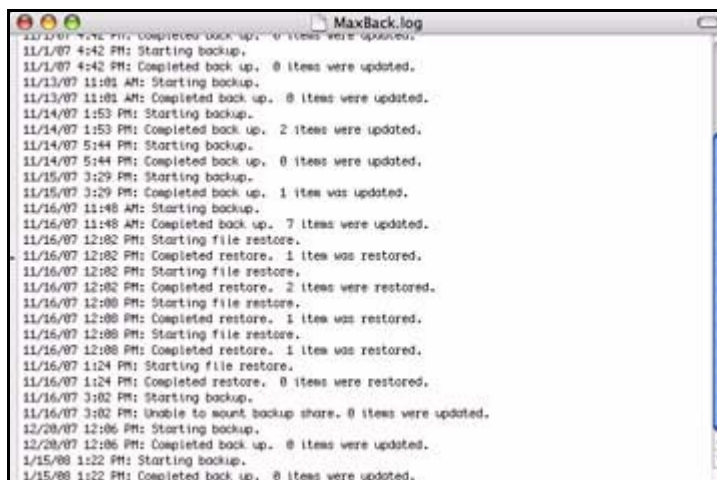 MaxBack.log
11/1/07 4:42 PM: Completed back up. 0 items were updated.
11/1/07 4:42 PM: Starting backup.
11/1/07 4:42 PM: Completed back up. 0 items were updated.
11/13/07 11:01 AM: Starting backup.
11/13/07 11:01 AM: Completed back up. 0 items were updated.
11/14/07 1:53 PM: Starting backup.
11/14/07 1:53 PM: Completed back up. 2 items were updated.
11/14/07 5:44 PM: Starting backup.
11/14/07 5:44 PM: Completed back up. 0 items were updated.
11/15/07 3:29 PM: Starting backup.
11/15/07 3:29 PM: Completed back up. 1 item was updated.
11/16/07 11:48 AM: Starting backup.
11/16/07 11:48 AM: Completed back up. 7 items were updated.
11/16/07 12:02 PM: Starting file restore.
11/16/07 12:02 PM: Completed restore. 1 item was restored.
11/16/07 12:02 PM: Starting file restore.
11/16/07 12:02 PM: Completed restore. 2 items were restored.
11/16/07 12:08 PM: Starting file restore.
11/16/07 12:08 PM: Completed restore. 1 item was restored.
11/16/07 12:08 PM: Starting file restore.
11/16/07 12:08 PM: Completed restore. 1 item was restored.
11/16/07 1:24 PM: Starting file restore.
11/16/07 1:24 PM: Completed restore. 0 items were restored.
11/16/07 3:02 PM: Starting backup.
11/16/07 3:02 PM: Unable to mount backup share. 0 items were updated.
12/20/07 12:06 PM: Starting backup.
12/20/07 12:06 PM: Completed back up. 0 items were updated.
1/15/08 1:22 PM: Starting backup.
1/15/08 1:22 PM: Completed back up. 0 items were updated.